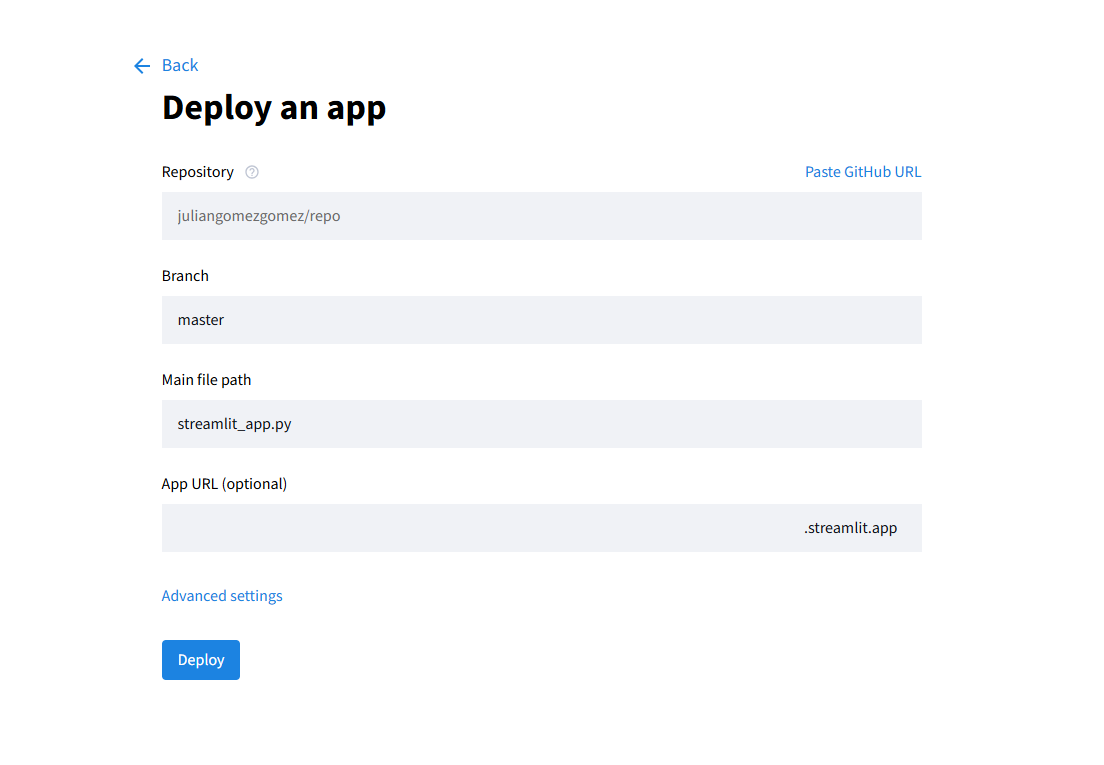 Back
Deploy an app
Repository
Paste GitHub URL
juliangomezgomez/repo
Branch
master
Main file path
streamlit_app.py
App URL (optional)
.streamlit.app
Advanced settings
Deploy